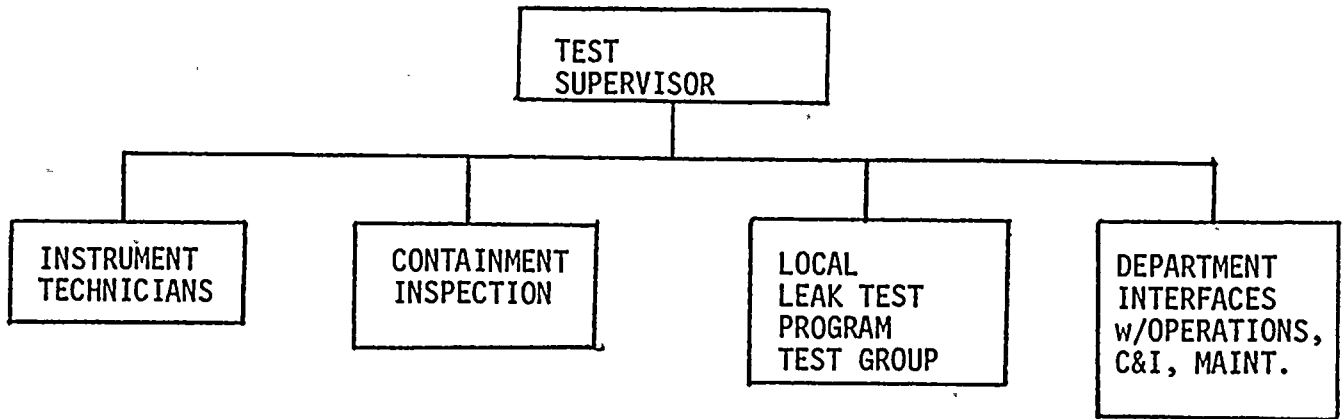 TEST
SUPERVISOR
INSTRUMENT
TECHNICIANS
CONTAINMENT
INSPECTION
LOCAL
LEAK TEST
PROGRAM
TEST GROUP
DEPARTMENT
INTERFACES
w/OPERATIONS,
C&I, MAINT.